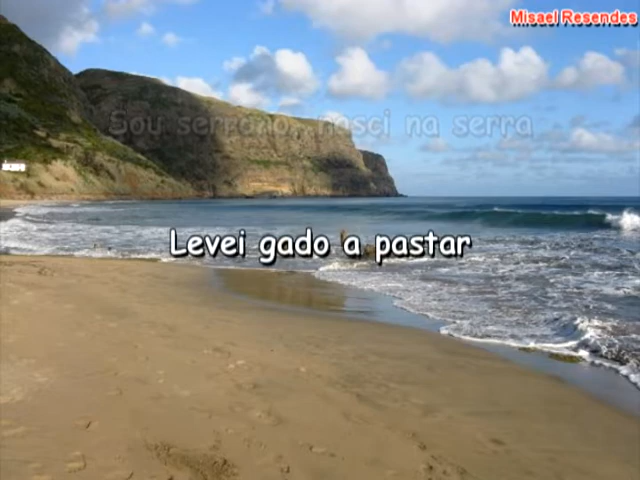 Misael Resendes
Sou serrano, nasci na serra
Levei gado a pastar